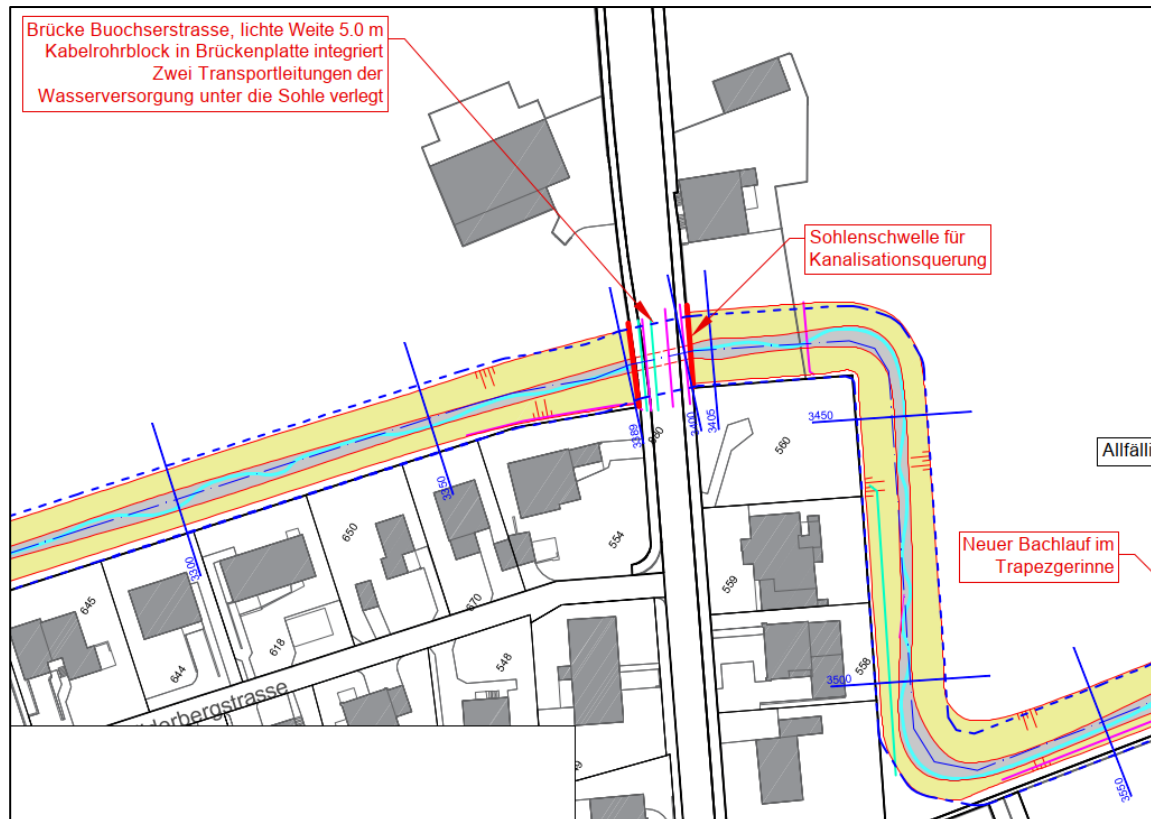 Brücke Buochserstrasse, lichte Weite 5.0 m
Kabelrohrblock in Brückenplatte integriert
Zwei Transportleitungen der
Wasserversorgung unter die Sohle verlegt
Sohlenschwelle für
Kanalisationsquerung
3450
Neuer Bachlauf im
Trapezgerinne
3300
3350
3389
3400
3405
3500
3550
560
650
554
645
559
670
618
644
548
558